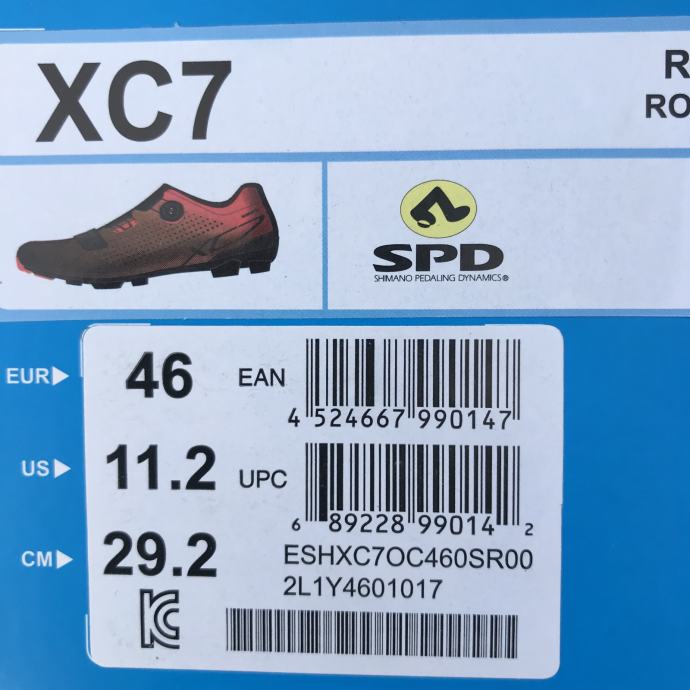 XC7
R
RO
SPD
SHIMANO PEDALING DYNAMICS®
EUR▶ 46
EAN
4 524667 990147
US▶ 11.2
UPC
6 89228 99014 2
CM▶ 29.2
ESHXC7OC460SR00
2L1Y4601017